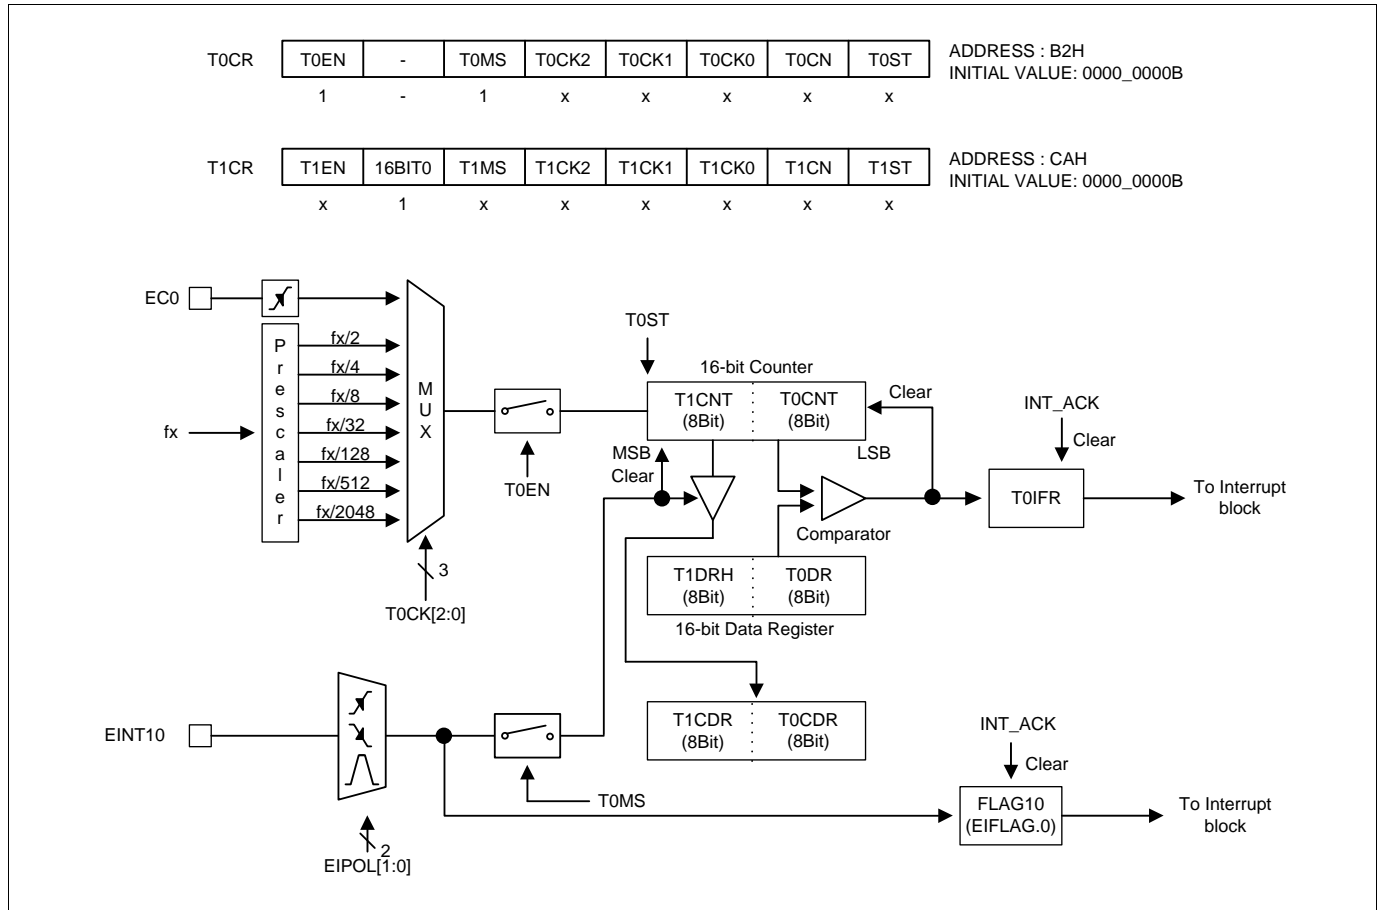 T0CR T0EN - T0MS T0CK2 T0CK1 T0CK0 T0CN T0ST ADDRESS : B2H
INITIAL VALUE: 0000_0000B
1 - 1 x x x x x
T1CR T1EN 16BIT0 T1MS T1CK2 T1CK1 T1CK0 T1CN T1ST ADDRESS : CAH
INITIAL VALUE: 0000_0000B
x 1 x x x x x x
EC0
fx
Prescaler
fx/2
fx/4
fx/8
fx/32
fx/128
fx/512
fx/2048
MUX
3
T0CK[2:0]
T0EN
T0ST
16-bit Counter
T1CNT
(8Bit)
T0CNT
(8Bit)
MSB
LSB
Clear
Clear
Comparator
T1DRH
(8Bit)
T0DR
(8Bit)
16-bit Data Register
INT_ACK
Clear
T0IFR
To Interrupt
block
EINT10
2
EIPOL[1:0]
T0MS
T1CDR
(8Bit)
T0CDR
(8Bit)
INT_ACK
Clear
FLAG10
(EIFLAG.0)
To Interrupt
block